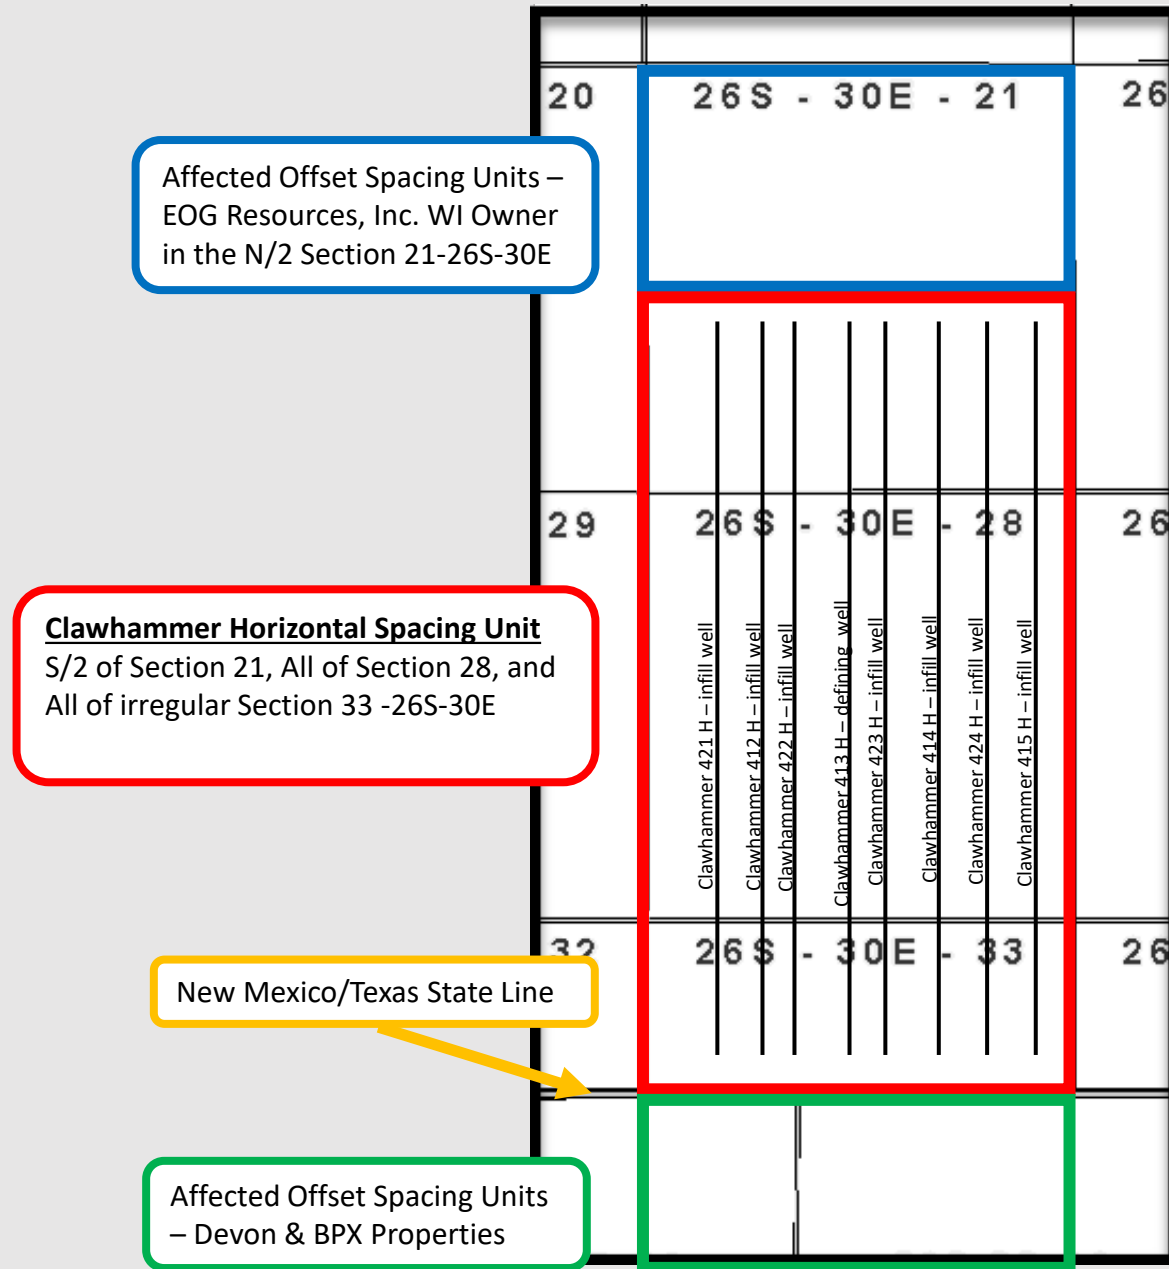 20
26S - 30E - 21
26
Affected Offset Spacing Units –
EOG Resources, Inc. WI Owner
in the N/2 Section 21-26S-30E
29
26S - 30E - 28
26
Clawhammer Horizontal Spacing Unit
S/2 of Section 21, All of Section 28, and
All of irregular Section 33 -26S-30E
Clawhammer 421 H – infill well
Clawhammer 412 H – infill well
Clawhammer 422 H – infill well
Clawhammer 413 H – defining well
Clawhammer 423 H – infill well
Clawhammer 414 H – infill well
Clawhammer 424 H – infill well
Clawhammer 415 H – infill well
32
26S - 30E - 33
26
New Mexico/Texas State Line
Affected Offset Spacing Units
– Devon & BPX Properties